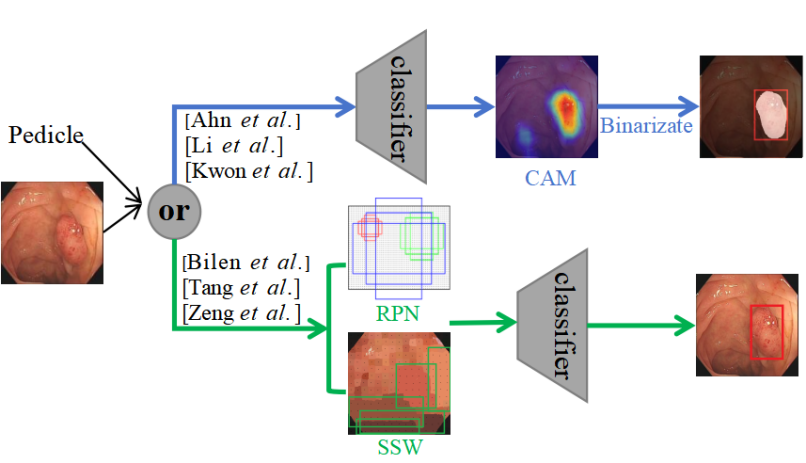 Pedicle
or
[Ahn et al.]
[Li et al.]
[Kwon et al.]
classifier
CAM
Binarizate
[Bilen et al.]
[Tang et al.]
[Zeng et al.]
RPN
SSW
classifier